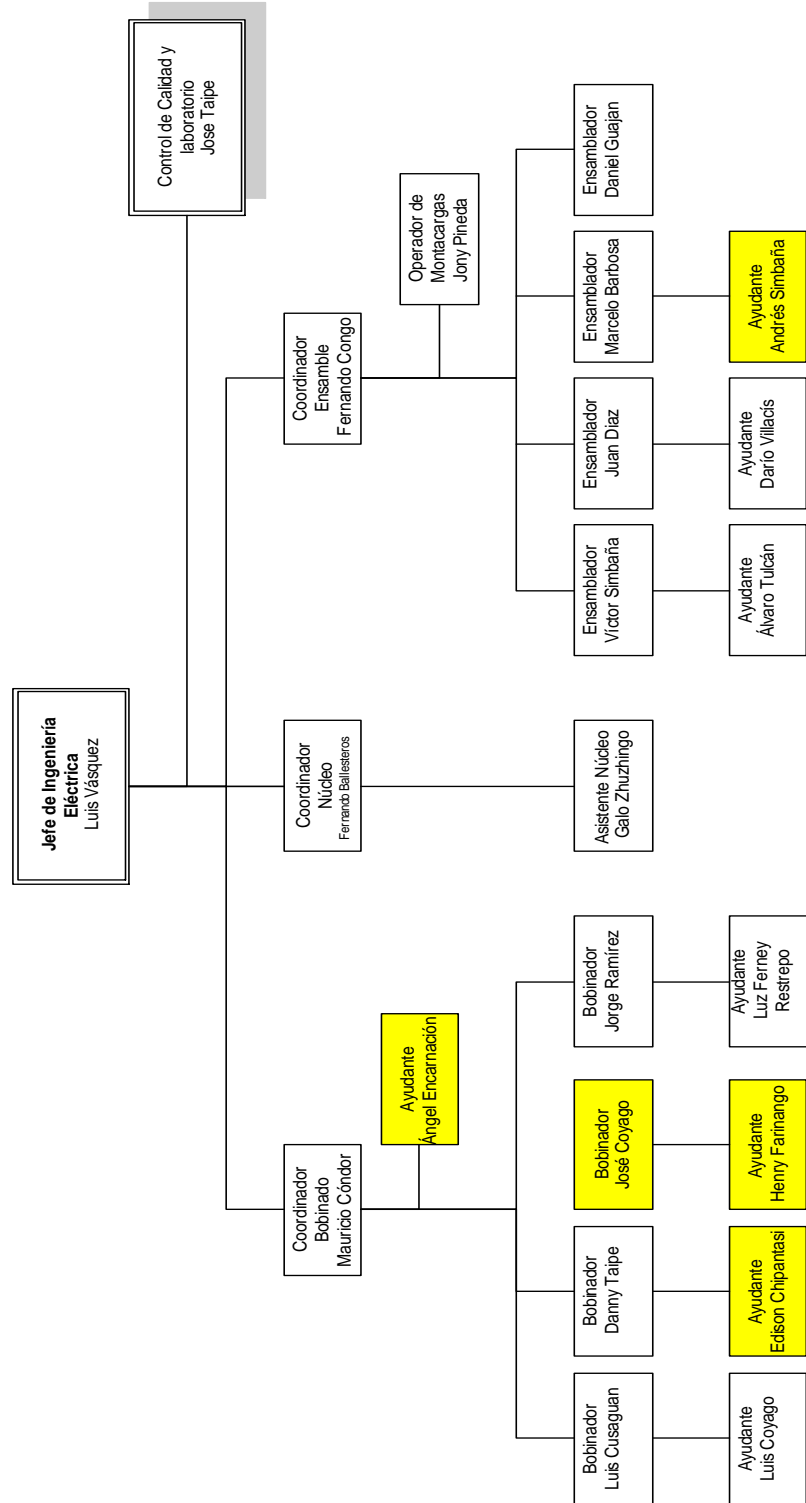 Jefe de Ingeniería
Eléctrica
Luis Vásquez
Control de Calidad y
laboratorio
Jose Taipe
Coordinador
Bobinado
Mauricio Cóndor
Coordinador
Núcleo
Fernando Ballesteros
Coordinador
Ensamble
Fernando Congo
Ayudante
Ángel Encarnación
Operador de
Montacargas
Jony Pineda
Bobinador
Luis Cusaguan
Bobinador
Danny Taipe
Bobinador
José Coyago
Bobinador
Jorge Ramírez
Asistente Núcleo
Galo Zhuzhingo
Ensamblador
Víctor Simbaña
Ensamblador
Juan Diaz
Ensamblador
Marcelo Barbosa
Ensamblador
Daniel Guajan
Ayudante
Luis Coyago
Ayudante
Edison Chipantasi
Ayudante
Henry Farinango
Ayudante
Luz Ferney
Restrepo
Ayudante
Álvaro Tulcán
Ayudante
Darío Villacís
Ayudante
Andrés Simbaña